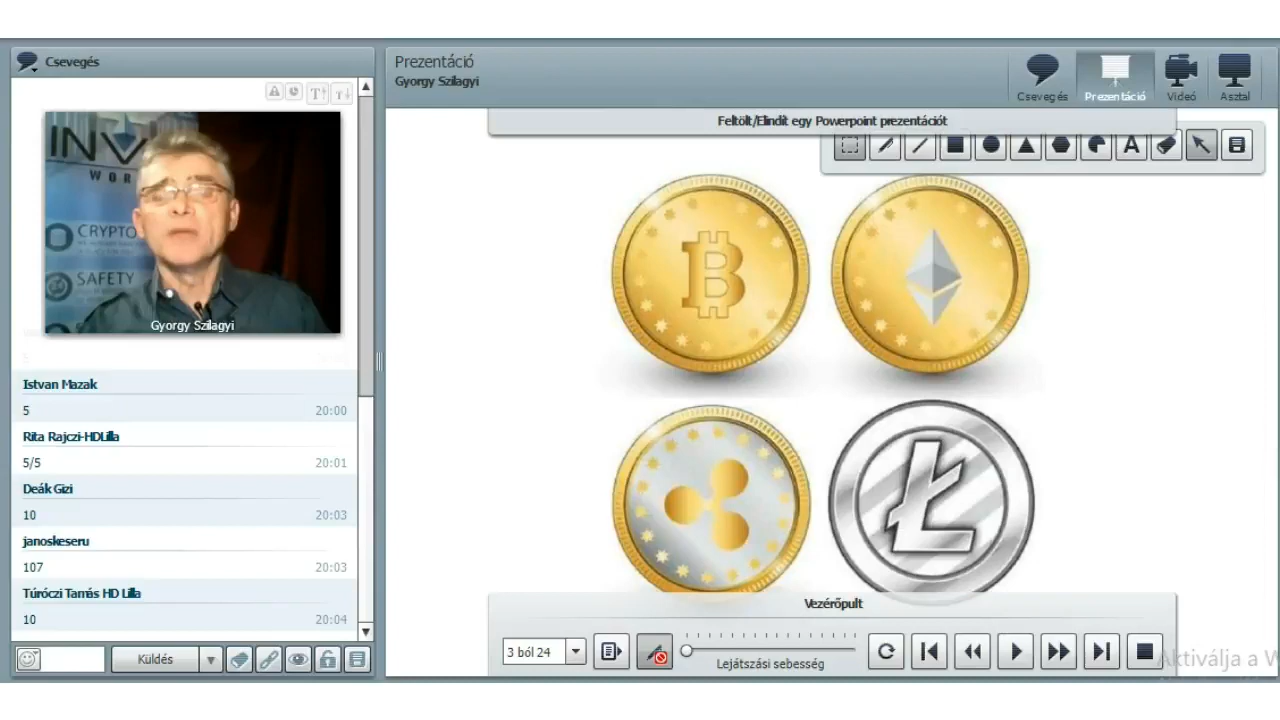 Csevegés
INV
WOR
CRYPTO
SAFETY
Gyorgy Szilagyi
Istvan Mazak
5 20:00
Rita Rajczi-HDLilla
5/5 20:01
Deák Gizi
10 20:03
janoskeseru
107 20:03
Túróczi Tamás HD Lilla
10 20:04
Küldés
Prezentáció
Gyorgy Szilagyi
Csevegés Prezentáció Videó Asztal
Feltölt/Elindít egy Powerpoint prezentációt
Vezérőpult
3 ból 24
Lejátszási sebesség
Aktiválja a W